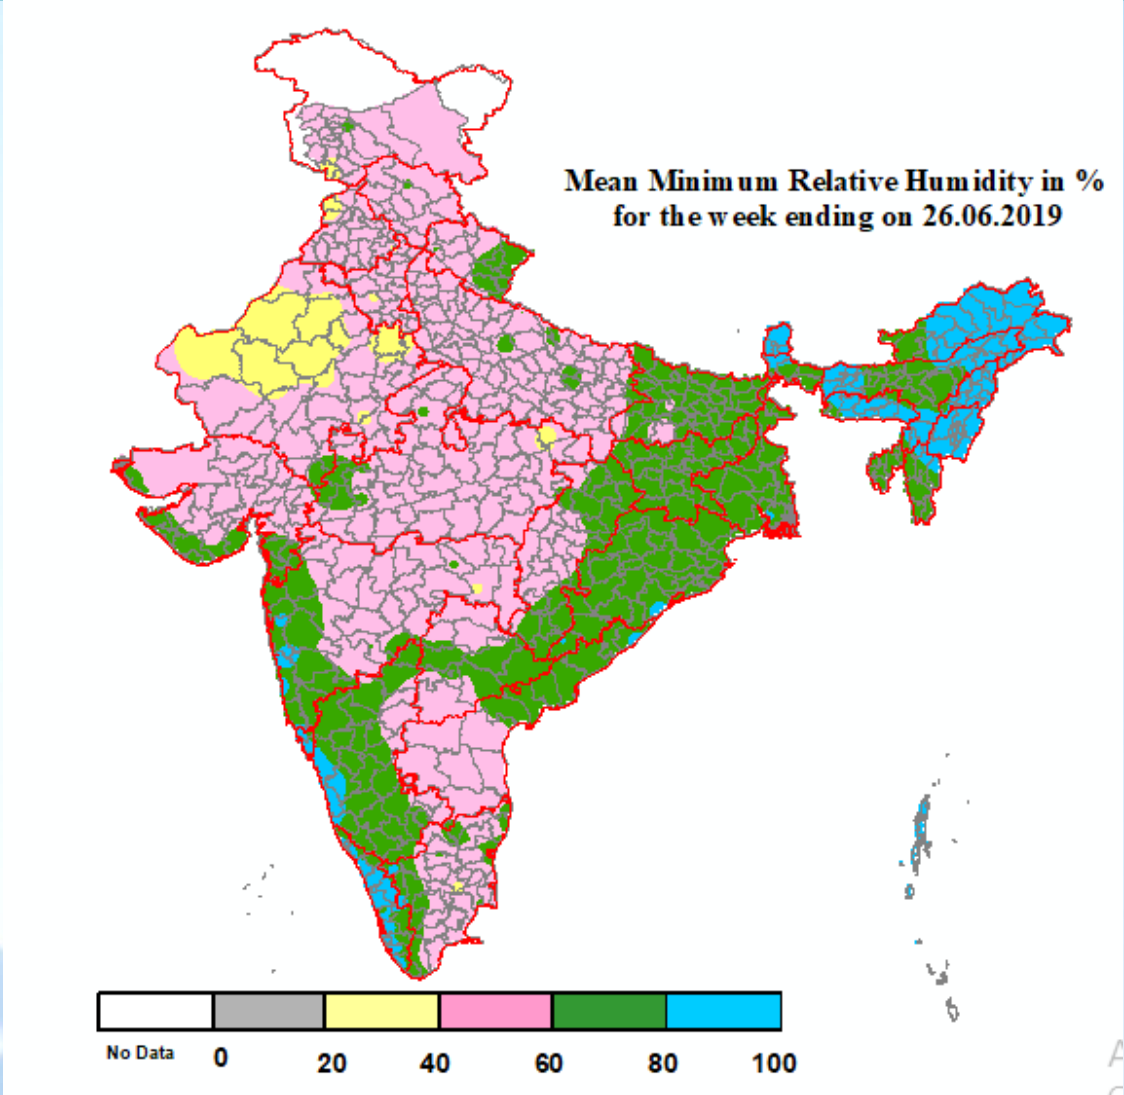 Mean Minimum Relative Humidity in %
for the week ending on 26.06.2019
No Data 0 20 40 60 80 100
A